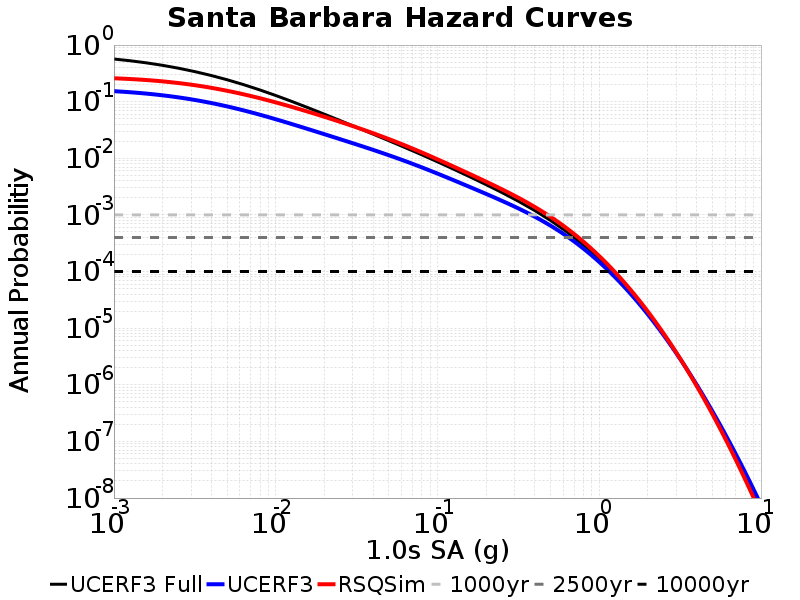 Santa Barbara Hazard Curves
Annual Probabilitiy
10^0
10^-1
10^-2
10^-3
10^-4
10^-5
10^-6
10^-7
10^-8
10^-3 10^-2 10^-1 10^0 10^1
1.0s SA (g)
UCERF3 Full UCERF3 RSQSim 1000yr 2500yr 10000yr